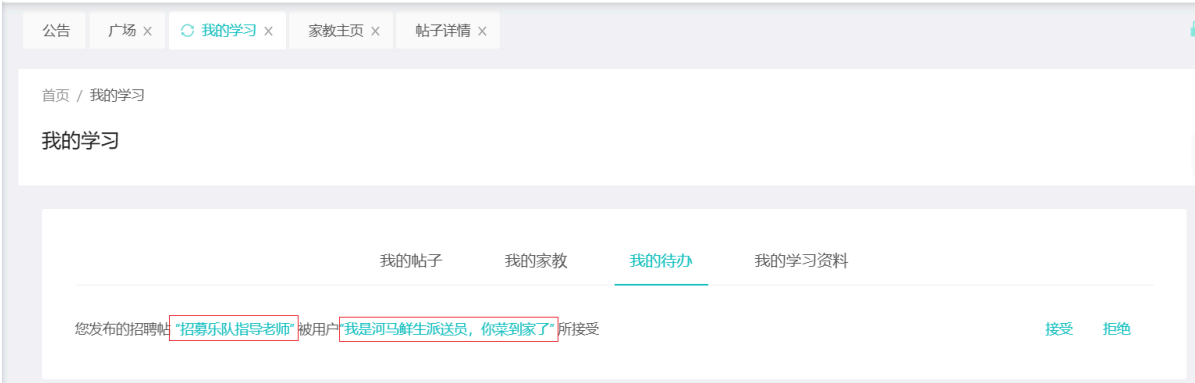 公告 广场 × 我的学习 × 家教主页 × 帖子详情 ×
首页 / 我的学习
我的学习
我的帖子 我的家教 我的待办 我的学习资料
您发布的招聘帖 "招募乐队指导老师" 被用户"我是河马鲜生派送员，你菜到家了" 所接受 接受 拒绝